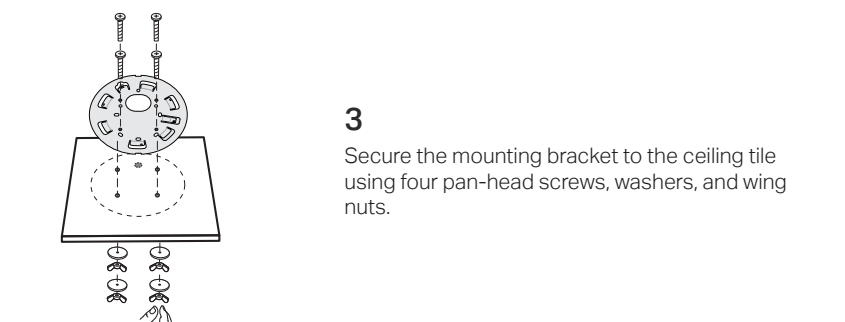 3
Secure the mounting bracket to the ceiling tile
using four pan-head screws, washers, and wing
nuts.